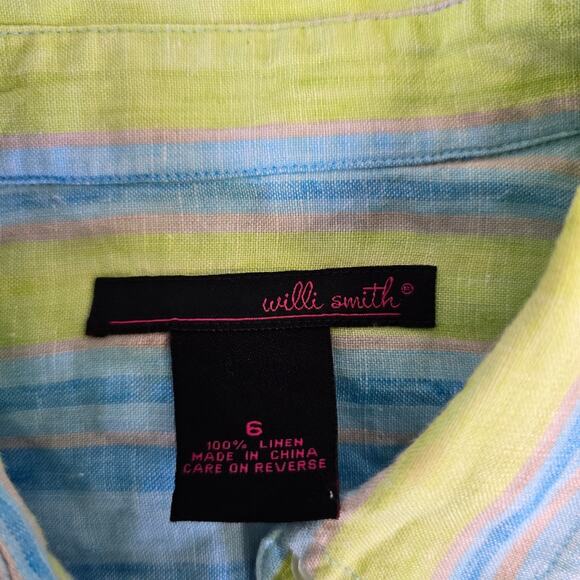 willi smith®
6
100% LINEN
MADE IN CHINA
CARE ON REVERSE